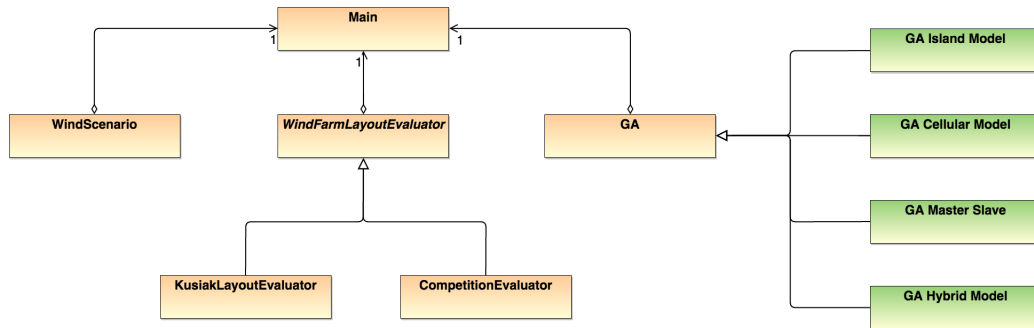 Main
GA Island Model
1
1
1
WindScenario
WindFarmLayoutEvaluator
GA
GA Cellular Model
GA Master Slave
KusiakLayoutEvaluator
CompetitionEvaluator
GA Hybrid Model